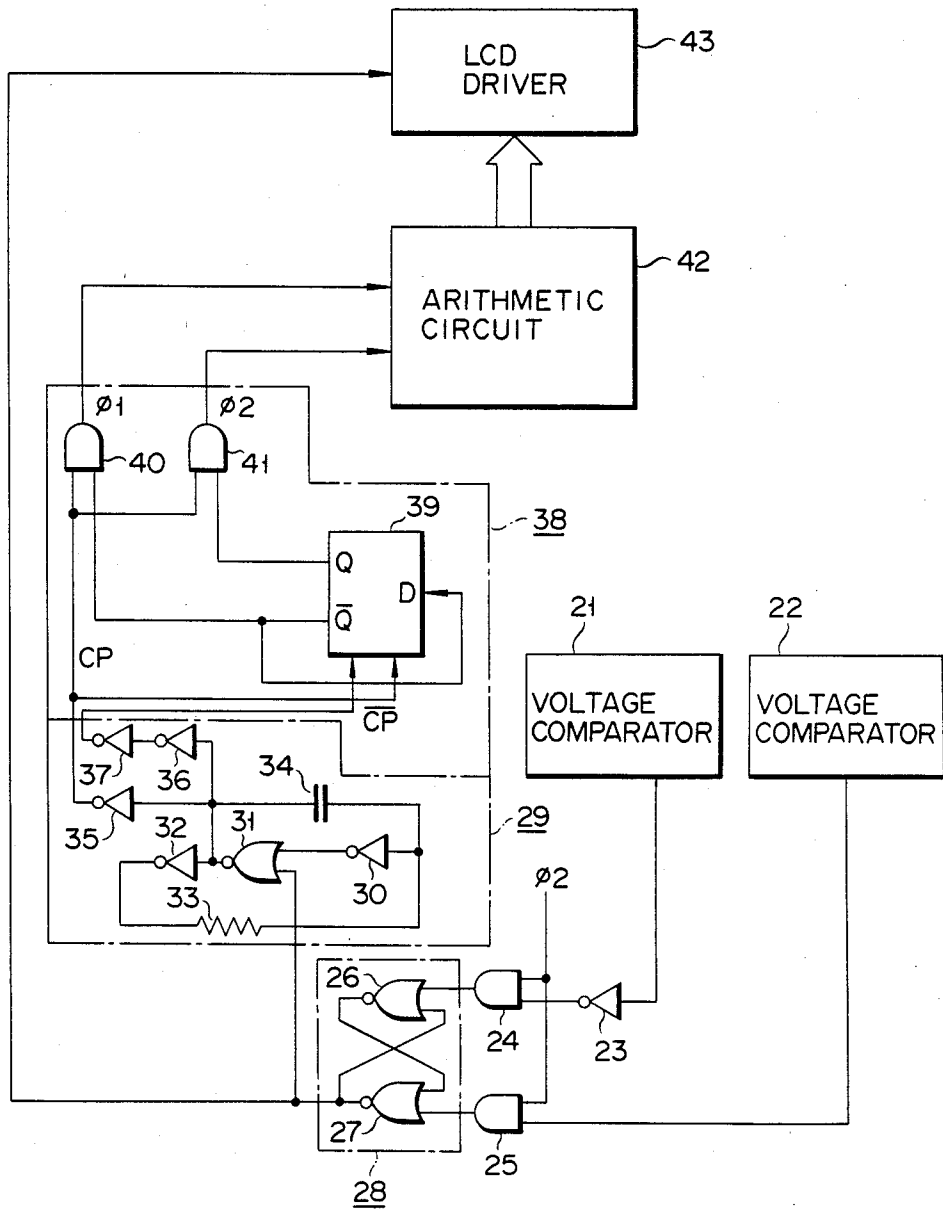 LCD
DRIVER
43
ARITHMETIC
CIRCUIT
42
ø1
ø2
40
41
39
38
Q
D
Q̅
21
22
CP
C̅P̅
VOLTAGE
COMPARATOR
VOLTAGE
COMPARATOR
37
36
34
35
32
31
29
30
33
ø2
26
24
23
27
25
28